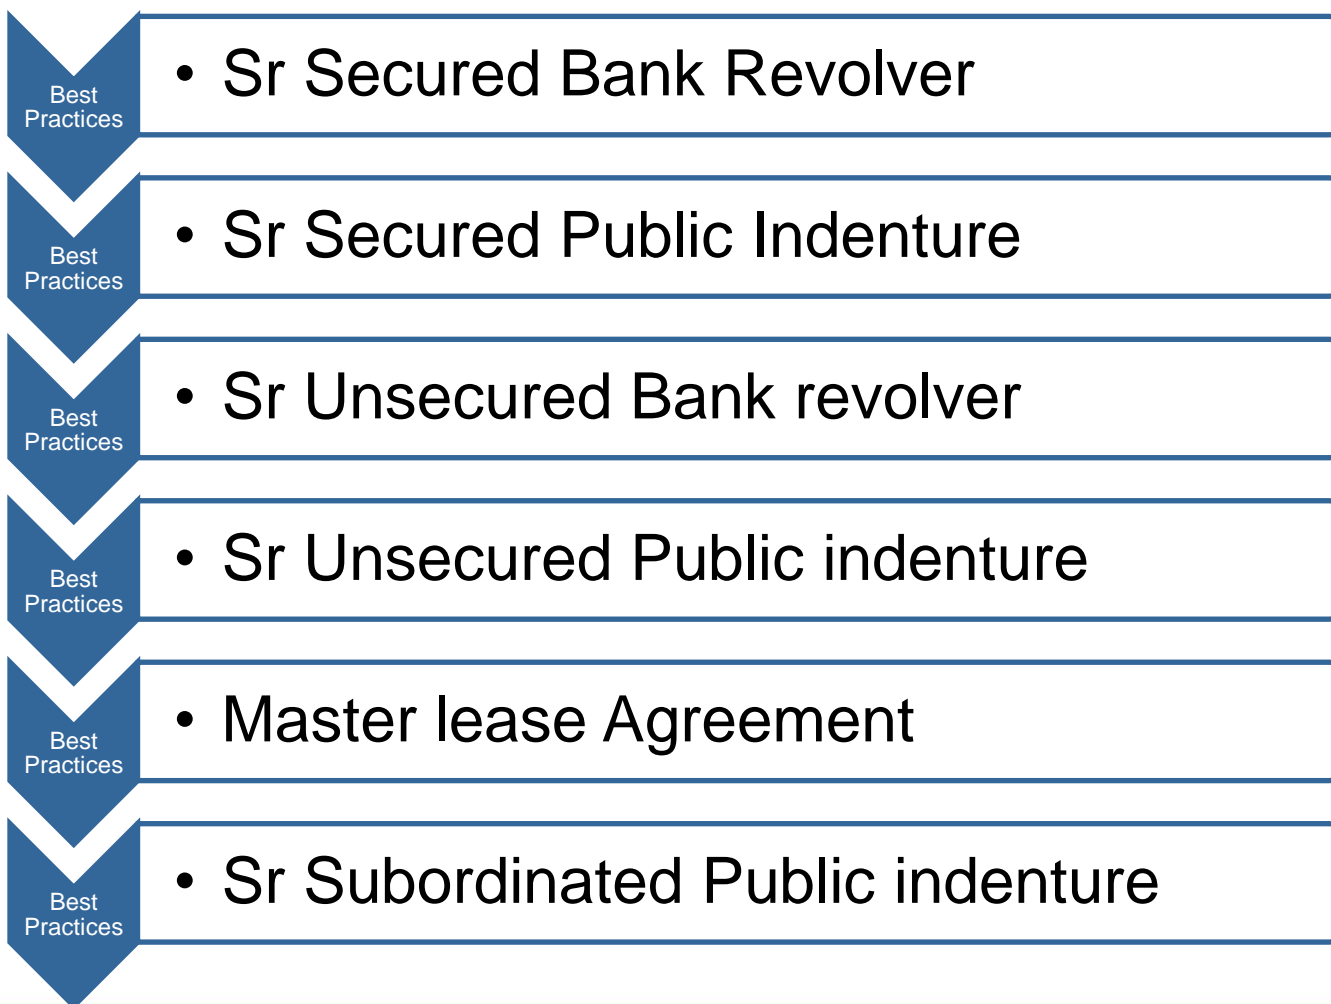 Best
Practices
• Sr Secured Bank Revolver
Best
Practices
• Sr Secured Public Indenture
Best
Practices
• Sr Unsecured Bank revolver
Best
Practices
• Sr Unsecured Public indenture
Best
Practices
• Master lease Agreement
Best
Practices
• Sr Subordinated Public indenture